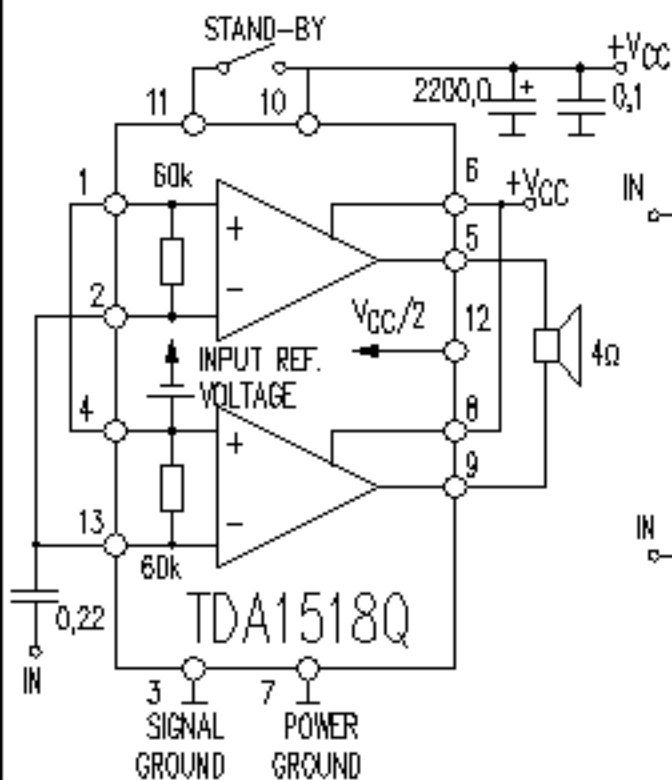 STAND-BY
+VCC
2200,0
+
0,1
11
10
6
1
60k
+VCC
IN
+
5
2
−
VCC/2
12
INPUT REF.
VOLTAGE
4Ω
4
8
+
9
13
−
IN
60k
0,22
TDA1518Q
IN
3
7
SIGNAL
GROUND
POWER
GROUND